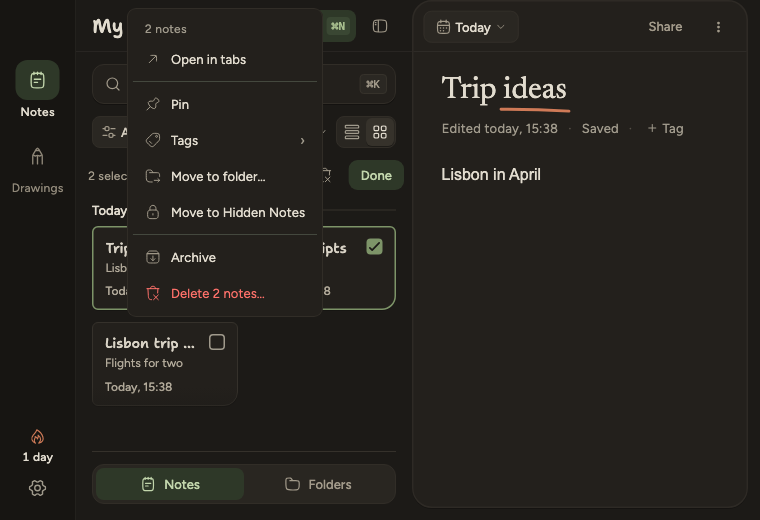 Notes
Drawings
1 day
My
⌘N
⌘K
2 selec
Done
Today
2 notes
Open in tabs
Pin
Tags
Move to folder...
Move to Hidden Notes
Archive
Delete 2 notes...
Trip
ipts
Lisb
Toda
8
Lisbon trip ...
Flights for two
Today, 15:38
Notes
Folders
Today
Share
Trip ideas
Edited today, 15:38 · Saved · + Tag
Lisbon in April